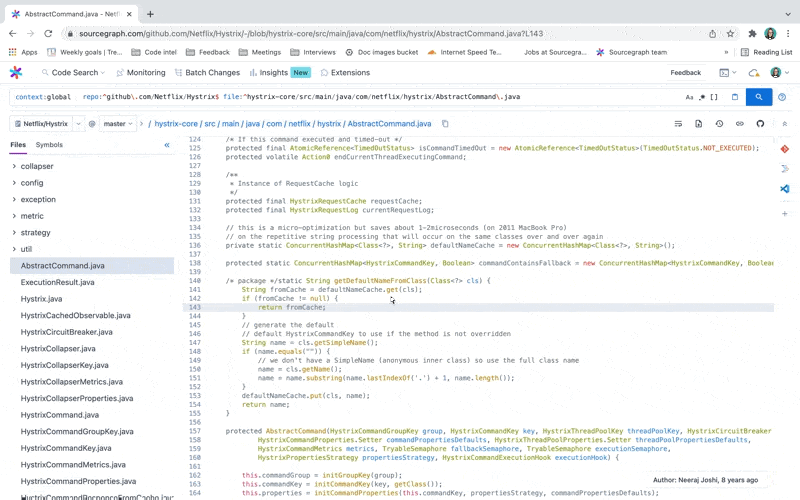 AbstractCommand.java - Netfl
sourcegraph.com/github.com/Netflix/Hystrix/-/blob/hystrix-core/src/main/java/com/netflix/hystrix/AbstractCommand.java?L143
Apps Weekly goals | Tre... Code intel Feedback Meetings Interviews Doc images bucket Internet Speed Te... Jobs at Sourcegra... Sourcegraph team » Reading List
Code Search Monitoring Batch Changes Insights New Extensions Feedback
context:global repo:^github\.com/Netflix/Hystrix$ file:^hystrix-core/src/main/java/com/netflix/hystrix/AbstractCommand\.java Aa .* []
Netflix/Hystrix @ master / hystrix-core / src / main / java / com / netflix / hystrix / AbstractCommand.java
Files Symbols «
collapser
config
exception
metric
strategy
util
AbstractCommand.java
ExecutionResult.java
Hystrix.java
HystrixCachedObservable.java
HystrixCircuitBreaker.java
HystrixCollapser.java
HystrixCollapserKey.java
HystrixCollapserMetrics.java
HystrixCollapserProperties.java
HystrixCommand.java
HystrixCommandGroupKey.java
HystrixCommandKey.java
HystrixCommandMetrics.java
HystrixCommandProperties.java
124 /* If this command executed and timed-out */
125 protected final AtomicReference<TimedOutStatus> isCommandTimedOut = new AtomicReference<TimedOutStatus>(TimedOutStatus.NOT_EXECUTED);
126 protected volatile Action0 endCurrentThreadExecutingCommand;
127
128 /**
129 * Instance of RequestCache logic
130 */
131 protected final HystrixRequestCache requestCache;
132 protected final HystrixRequestLog currentRequestLog;
133
134 // this is a micro-optimization but saves about 1-2microseconds (on 2011 MacBook Pro)
135 // on the repetitive string processing that will occur on the same classes over and over again
136 private static ConcurrentHashMap<Class<?>, String> defaultNameCache = new ConcurrentHashMap<Class<?>, String>();
137
138 protected static ConcurrentHashMap<HystrixCommandKey, Boolean> commandContainsFallback = new ConcurrentHashMap<HystrixCommandKey, Boolean
139
140 /* package */static String getDefaultNameFromClass(Class<?> cls) {
141 String fromCache = defaultNameCache.get(cls);
142 if (fromCache != null) {
143 return fromCache;
144 }
145 // generate the default
146 // default HystrixCommandKey to use if the method is not overridden
147 String name = cls.getSimpleName();
148 if (name.equals("")) {
149 // we don't have a SimpleName (anonymous inner class) so use the full class name
150 name = cls.getName();
151 name = name.substring(name.lastIndexOf('.') + 1, name.length());
152 }
153 defaultNameCache.put(cls, name);
154 return name;
155 }
156
157 protected AbstractCommand(HystrixCommandGroupKey group, HystrixCommandKey key, HystrixThreadPoolKey threadPoolKey, HystrixCircuitBreaker
158 HystrixCommandProperties.Setter commandPropertiesDefaults, HystrixThreadPoolProperties.Setter threadPoolPropertiesDefaults,
159 HystrixCommandMetrics metrics, TryableSemaphore fallbackSemaphore, TryableSemaphore executionSemaphore,
160 HystrixPropertiesStrategy propertiesStrategy, HystrixCommandExecutionHook executionHook) {
161
162 this.commandGroup = initGroupKey(group);
163 this.commandKey = initCommandKey(key, getClass());
164 this.properties = initCommandProperties(this.commandKey, propertiesStrategy, commandPropertiesDefaults);
Author: Neeraj Joshi, 8 years ago